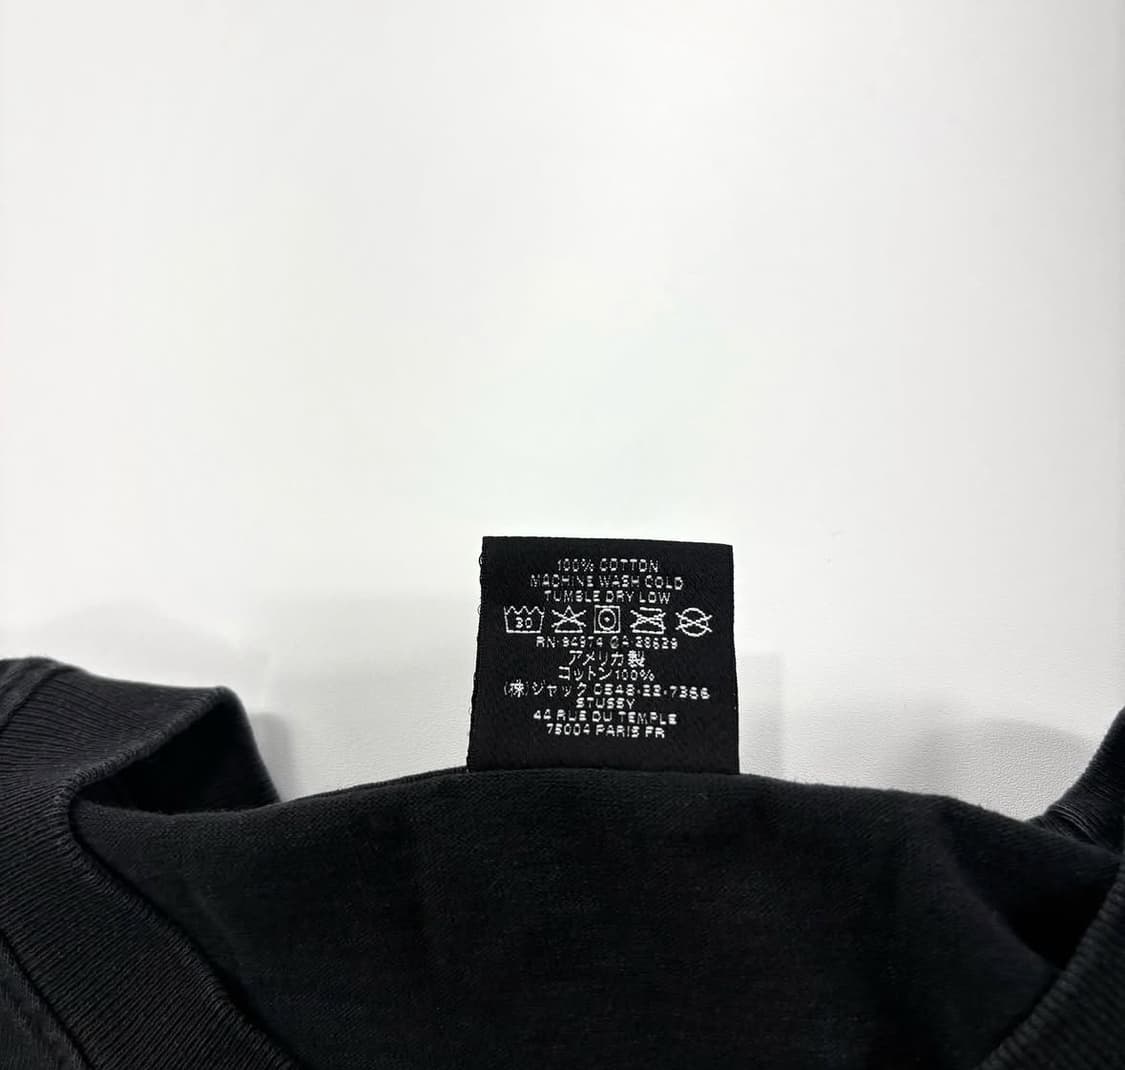 100% COTTON
MACHINE WASH COLD
TUMBLE DRY LOW
30
RN·94974 CA·28629
アメリカ製
コットン100%
(株)ジャック 0548-22-7366
STUSSY
44 RUE DU TEMPLE
75004 PARIS FR